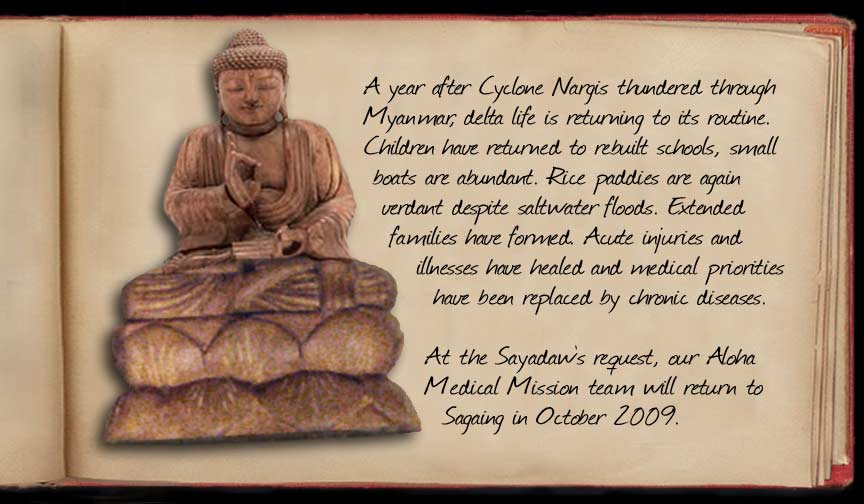 A year after Cyclone Nargis thundered through
Myanmar, delta life is returning to its routine.
Children have returned to rebuilt schools, small
boats are abundant. Rice paddies are again
verdant despite saltwater floods. Extended
families have formed. Acute injuries and
illnesses have healed and medical priorities
have been replaced by chronic diseases.
At the Sayadaw's request, our Aloha
Medical Mission team will return to
Sagaing in October 2009.